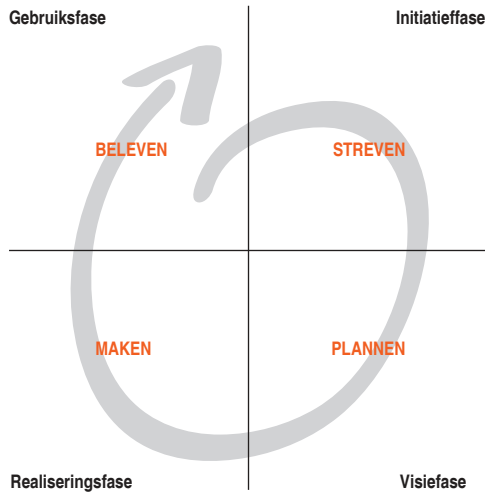 Gebruiksfase
Initiatieffase
BELEVEN
STREVEN
MAKEN
PLANNEN
Realiseringsfase
Visiefase